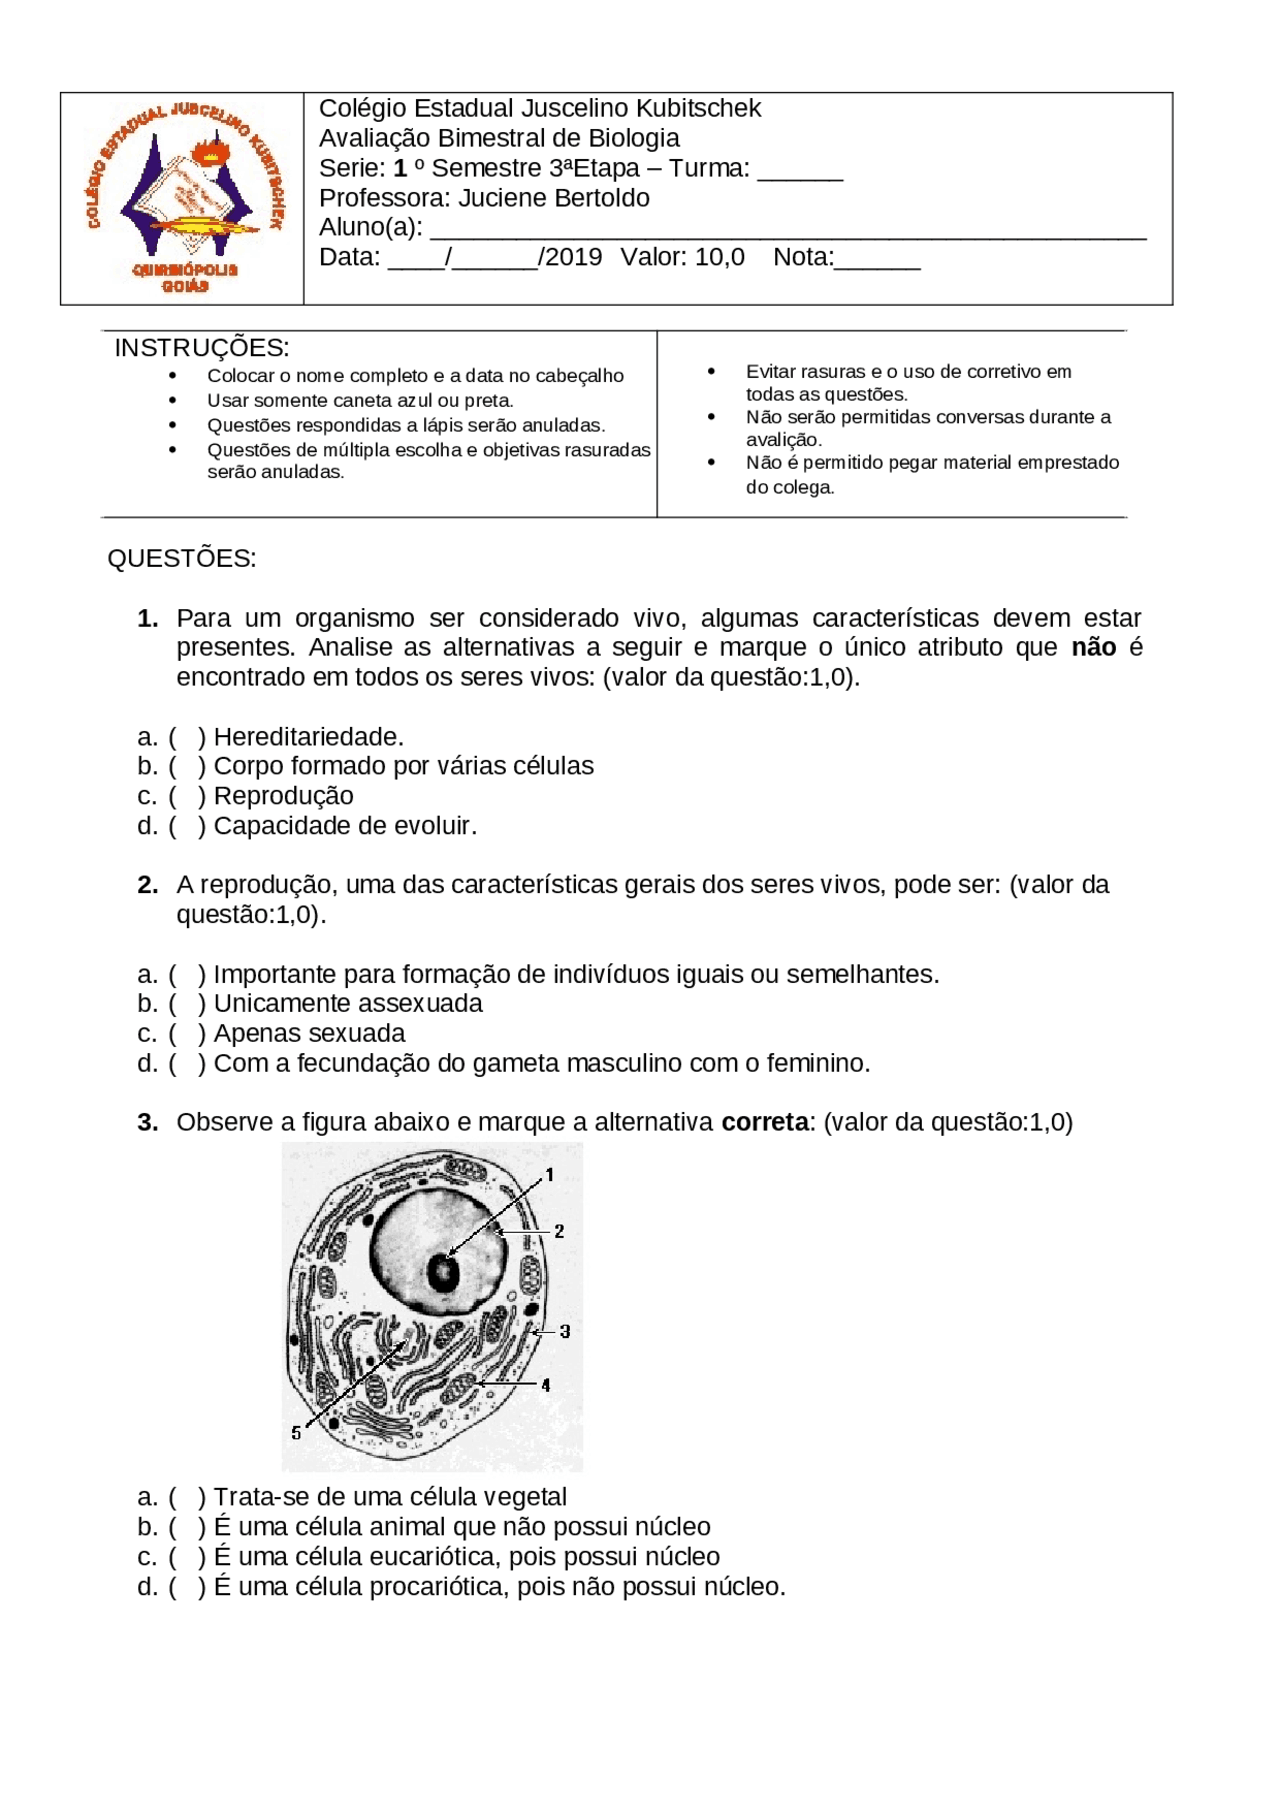 COLÉGIO ESTADUAL JUSCELINO KUBITSCHEK
QUIRINÓPOLIS
GOIÁS
Colégio Estadual Juscelino Kubitschek
Avaliação Bimestral de Biologia
Serie: 1 º Semestre 3ªEtapa – Turma: ______
Professora: Juciene Bertoldo
Aluno(a): __________________________________________________
Data: ____/______/2019 Valor: 10,0 Nota:______
INSTRUÇÕES:
• Colocar o nome completo e a data no cabeçalho
• Usar somente caneta azul ou preta.
• Questões respondidas a lápis serão anuladas.
• Questões de múltipla escolha e objetivas rasuradas
serão anuladas.
• Evitar rasuras e o uso de corretivo em
todas as questões.
• Não serão permitidas conversas durante a
avalição.
• Não é permitido pegar material emprestado
do colega.
QUESTÕES:
1. Para um organismo ser considerado vivo, algumas características devem estar
presentes. Analise as alternativas a seguir e marque o único atributo que não é
encontrado em todos os seres vivos: (valor da questão:1,0).
a. ( ) Hereditariedade.
b. ( ) Corpo formado por várias células
c. ( ) Reprodução
d. ( ) Capacidade de evoluir.
2. A reprodução, uma das características gerais dos seres vivos, pode ser: (valor da
questão:1,0).
a. ( ) Importante para formação de indivíduos iguais ou semelhantes.
b. ( ) Unicamente assexuada
c. ( ) Apenas sexuada
d. ( ) Com a fecundação do gameta masculino com o feminino.
3. Observe a figura abaixo e marque a alternativa correta: (valor da questão:1,0)
1
2
3
4
5
a. ( ) Trata-se de uma célula vegetal
b. ( ) É uma célula animal que não possui núcleo
c. ( ) É uma célula eucariótica, pois possui núcleo
d. ( ) É uma célula procariótica, pois não possui núcleo.